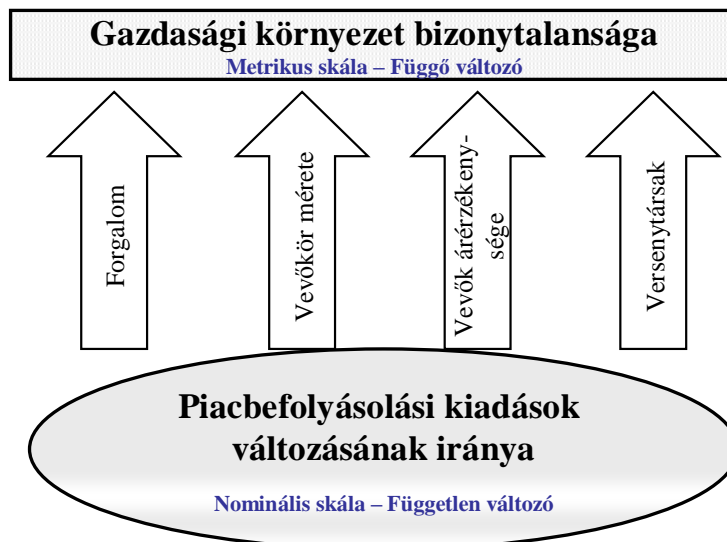 Gazdasági környezet bizonytalansága
Metrikus skála – Függő változó
Forgalom
Vevőkör mérete
Vevők árérzékeny-
sége
Versenytársak
Piacbefolyásolási kiadások
változásának iránya
Nominális skála – Független változó